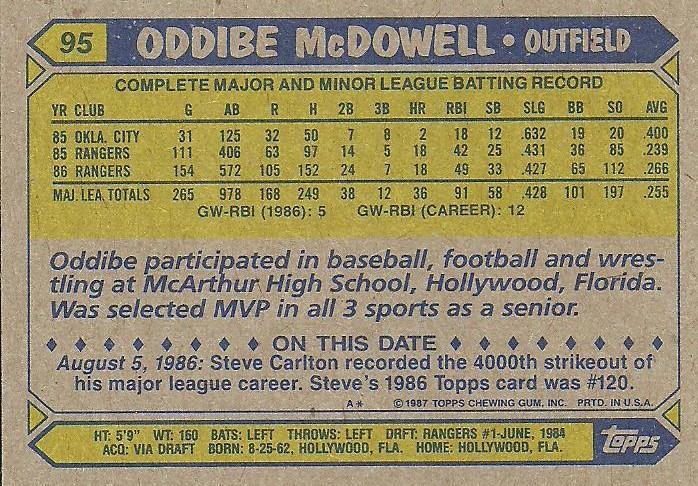 95 ODDIBE McDOWELL • OUTFIELD
COMPLETE MAJOR AND MINOR LEAGUE BATTING RECORD
YR CLUB G AB R H 2B 3B HR RBI SB SLG BB SO AVG
85 OKLA. CITY 31 125 32 50 7 8 2 18 12 .632 19 20 .400
85 RANGERS 111 406 63 97 14 5 18 42 25 .431 36 85 .239
86 RANGERS 154 572 105 152 24 7 18 49 33 .427 65 112 .266
MAJ. LEA. TOTALS 265 978 168 249 38 12 36 91 58 .428 101 197 .255
GW-RBI (1986): 5 GW-RBI (CAREER): 12
Oddibe participated in baseball, football and wres-
tling at McArthur High School, Hollywood, Florida.
Was selected MVP in all 3 sports as a senior.
ON THIS DATE
August 5, 1986: Steve Carlton recorded the 4000th strikeout of
his major league career. Steve's 1986 Topps card was #120.
A* ©1987 TOPPS CHEWING GUM, INC. PRTD. IN U.S.A.
HT: 5'9" WT: 160 BATS: LEFT THROWS: LEFT DRFT: RANGERS #1-JUNE, 1984
ACQ: VIA DRAFT BORN: 8-25-62, HOLLYWOOD, FLA. HOME: HOLLYWOOD, FLA.
Topps